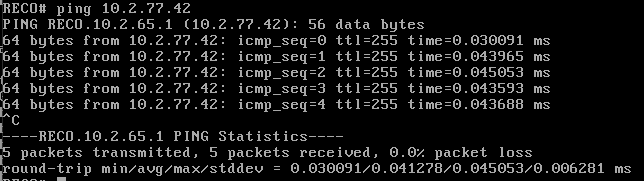 RECO# ping 10.2.77.42
PING RECO.10.2.65.1 (10.2.77.42): 56 data bytes
64 bytes from 10.2.77.42: icmp_seq=0 ttl=255 time=0.030091 ms
64 bytes from 10.2.77.42: icmp_seq=1 ttl=255 time=0.043965 ms
64 bytes from 10.2.77.42: icmp_seq=2 ttl=255 time=0.045053 ms
64 bytes from 10.2.77.42: icmp_seq=3 ttl=255 time=0.043593 ms
64 bytes from 10.2.77.42: icmp_seq=4 ttl=255 time=0.043688 ms
^C
----RECO.10.2.65.1 PING Statistics----
5 packets transmitted, 5 packets received, 0.0% packet loss
round-trip min/avg/max/stddev = 0.030091/0.041278/0.045053/0.006281 ms